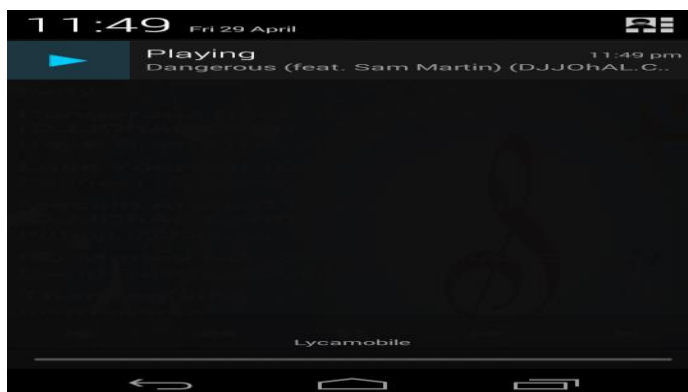 11:49 Fri 29 April
Playing 11:49 pm
Dangerous (feat. Sam Martin) (DJJOhAL.C..
Lycamobile